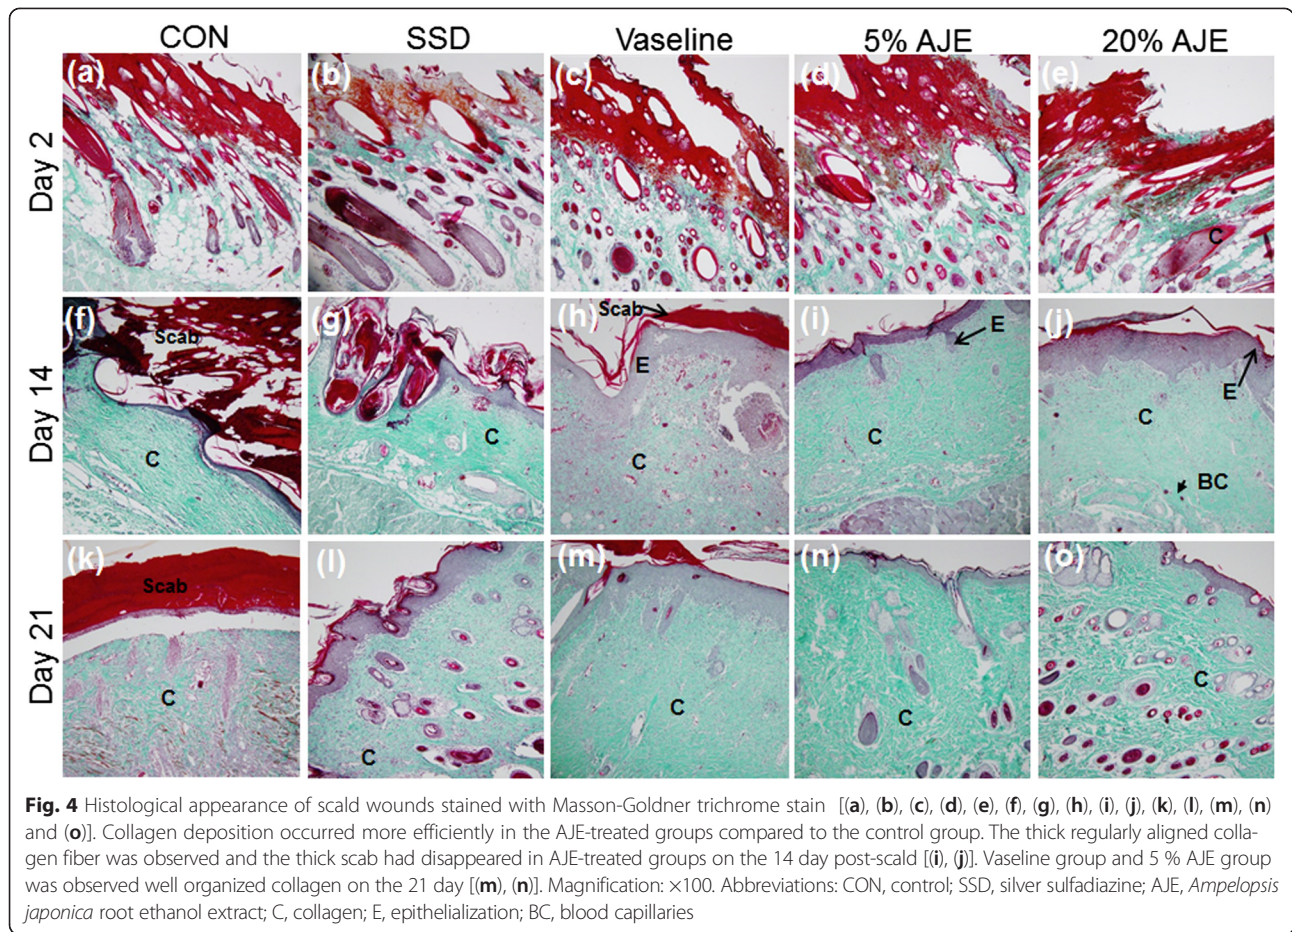 CON SSD Vaseline 5% AJE 20% AJE
Day 2
(a) (b) (c) (d) (e)
C
Day 14
(f) (g) (h) (i) (j)
Scab Scab
E E E
C C C C C
BC
Day 21
(k) (l) (m) (n) (o)
Scab
C C C C C
Fig. 4 Histological appearance of scald wounds stained with Masson-Goldner trichrome stain [(a), (b), (c), (d), (e), (f), (g), (h), (i), (j), (k), (l), (m), (n)
and (o)]. Collagen deposition occurred more efficiently in the AJE-treated groups compared to the control group. The thick regularly aligned colla-
gen fiber was observed and the thick scab had disappeared in AJE-treated groups on the 14 day post-scald [(i), (j)]. Vaseline group and 5 % AJE group
was observed well organized collagen on the 21 day [(m), (n)]. Magnification: ×100. Abbreviations: CON, control; SSD, silver sulfadiazine; AJE, Ampelopsis
japonica root ethanol extract; C, collagen; E, epithelialization; BC, blood capillaries